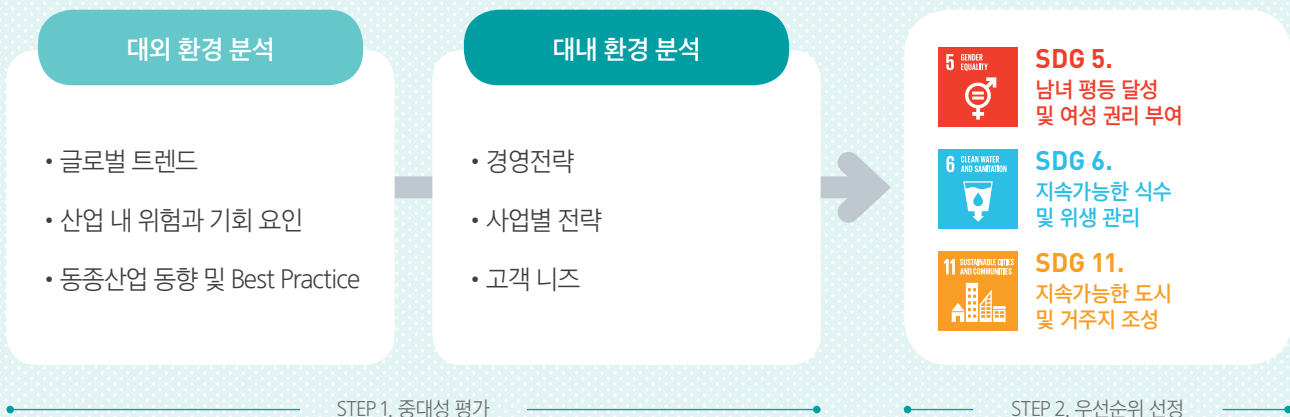 대외 환경 분석
• 글로벌 트렌드
• 산업 내 위험과 기회 요인
• 동종산업 동향 및 Best Practice
대내 환경 분석
• 경영전략
• 사업별 전략
• 고객 니즈
5 GENDER
EQUALITY
SDG 5.
남녀 평등 달성
및 여성 권리 부여
6 CLEAN WATER
AND SANITATION
SDG 6.
지속가능한 식수
및 위생 관리
11 SUSTAINABLE CITIES
AND COMMUNITIES
SDG 11.
지속가능한 도시
및 거주지 조성
STEP 1. 중대성 평가
STEP 2. 우선순위 선정